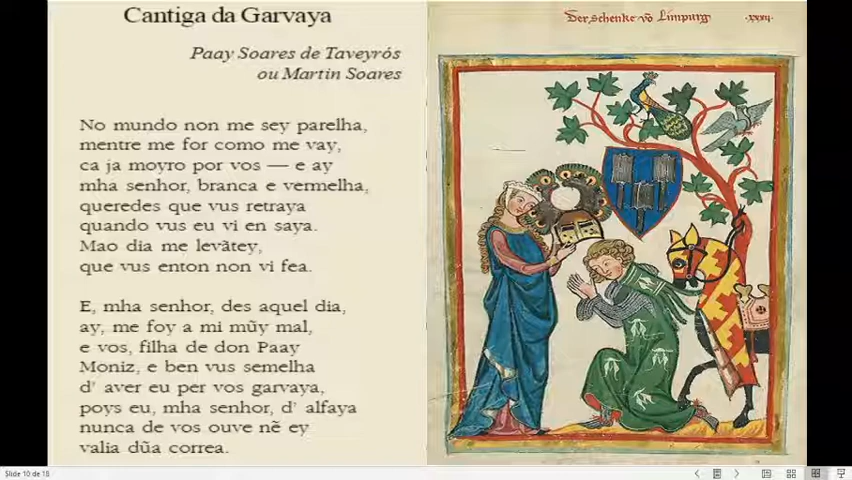 Cantiga da Garvaya
Paay Soares de Taveyrós
ou Martin Soares
No mundo non me sey parelha,
mentre me for como me vay,
ca ja moyro por vos — e ay
mha senhor, branca e vermelha,
queredes que vus retraya
quando vus eu vi en saya.
Mao dia me levãtey,
que vus enton non vi fea.
E, mha senhor, des aquel dia,
ay, me foy a mi mũy mal,
e vos, filha de don Paay
Moniz, e ben vus semelha
d' aver eu per vos garvaya,
poys eu, mha senhor, d' alfaya
nunca de vos ouve nẽ ey
valia dũa correa.
Der schenke võ Limpurg
·xxxij·
Slide 10 de 18